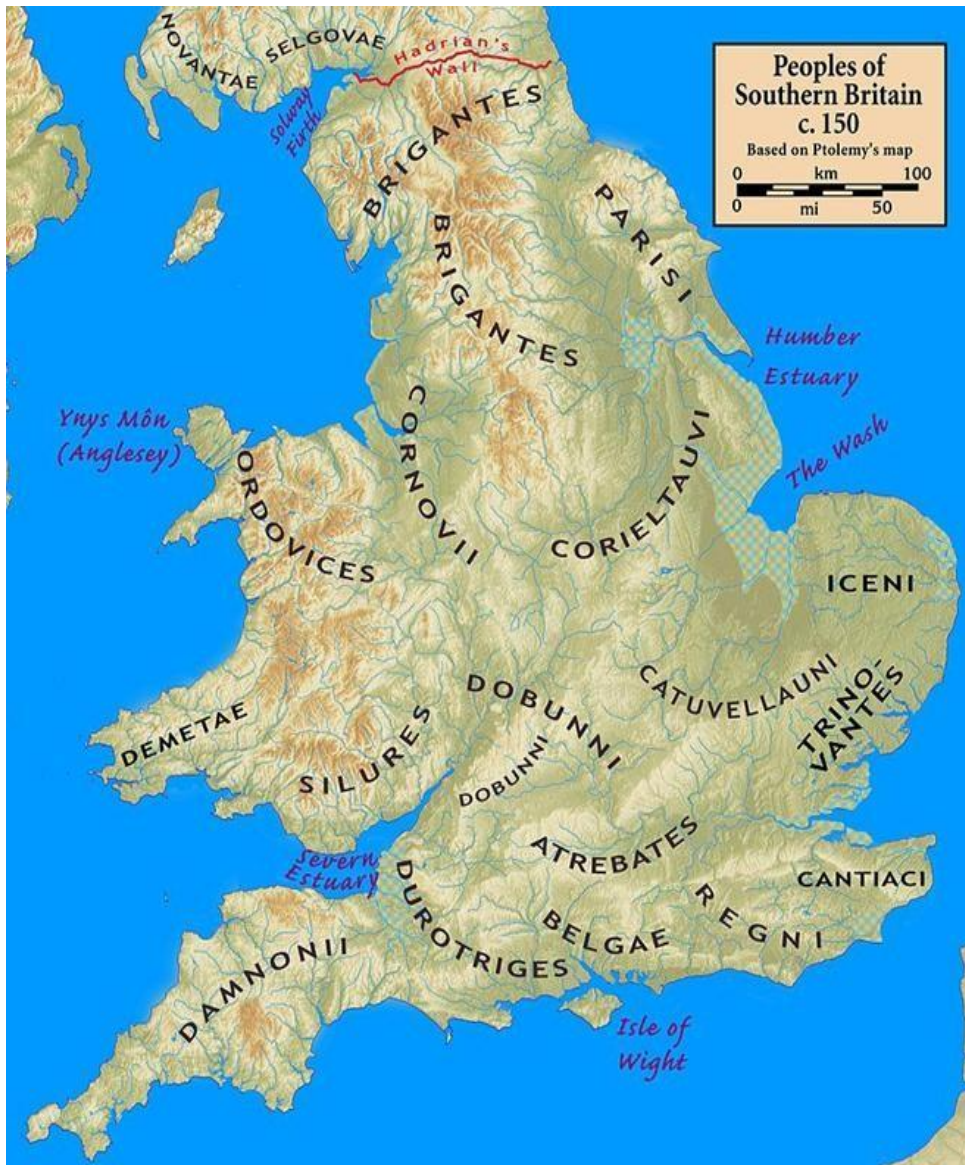 NOVANTAE
SELGOVAE
Hadrian's
Wall
Solway
Firth
Peoples of
Southern Britain
c. 150
Based on Ptolemy's map
0 km 100
0 mi 50
BRIGANTES
PARISI
BRIGANTES
Humber
Estuary
Ynys Môn
(Anglesey)
CORNOVII
ORDOVICES
CORIELTAUVI
The Wash
ICENI
CATUVELLAUNI
TRINO-
VANTES
DOBUNNI
DOBUNNI
DEMETAE
SILURES
ATREBATES
Severn
Estuary
DUROTRIGES
BELGAE
REGNI
CANTIACI
DAMNONII
Isle of
Wight